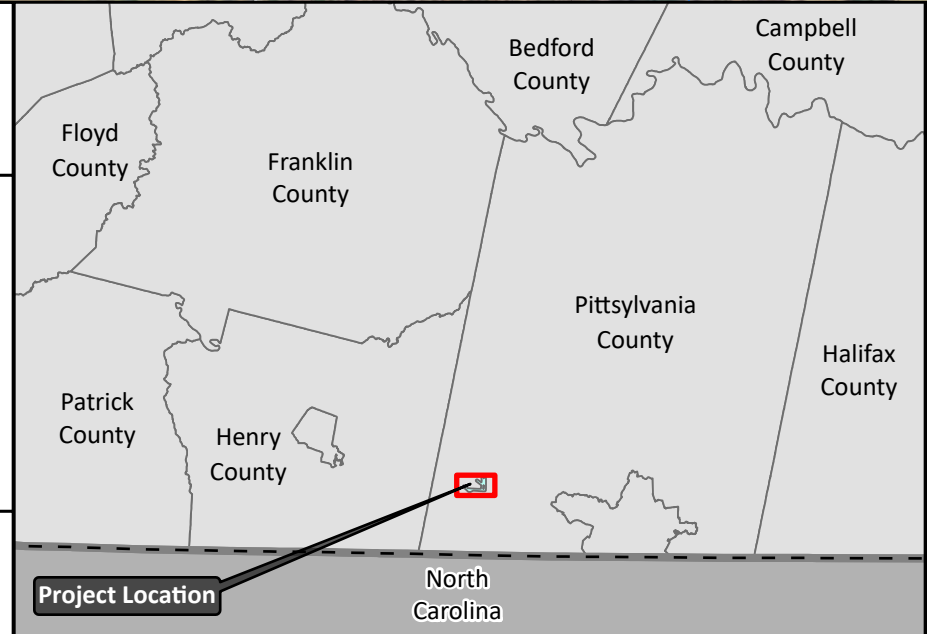 Campbell
County
Bedford
County
Floyd
County
Franklin
County
Pittsylvania
County
Halifax
County
Patrick
County
Henry
County
Project Location
North
Carolina